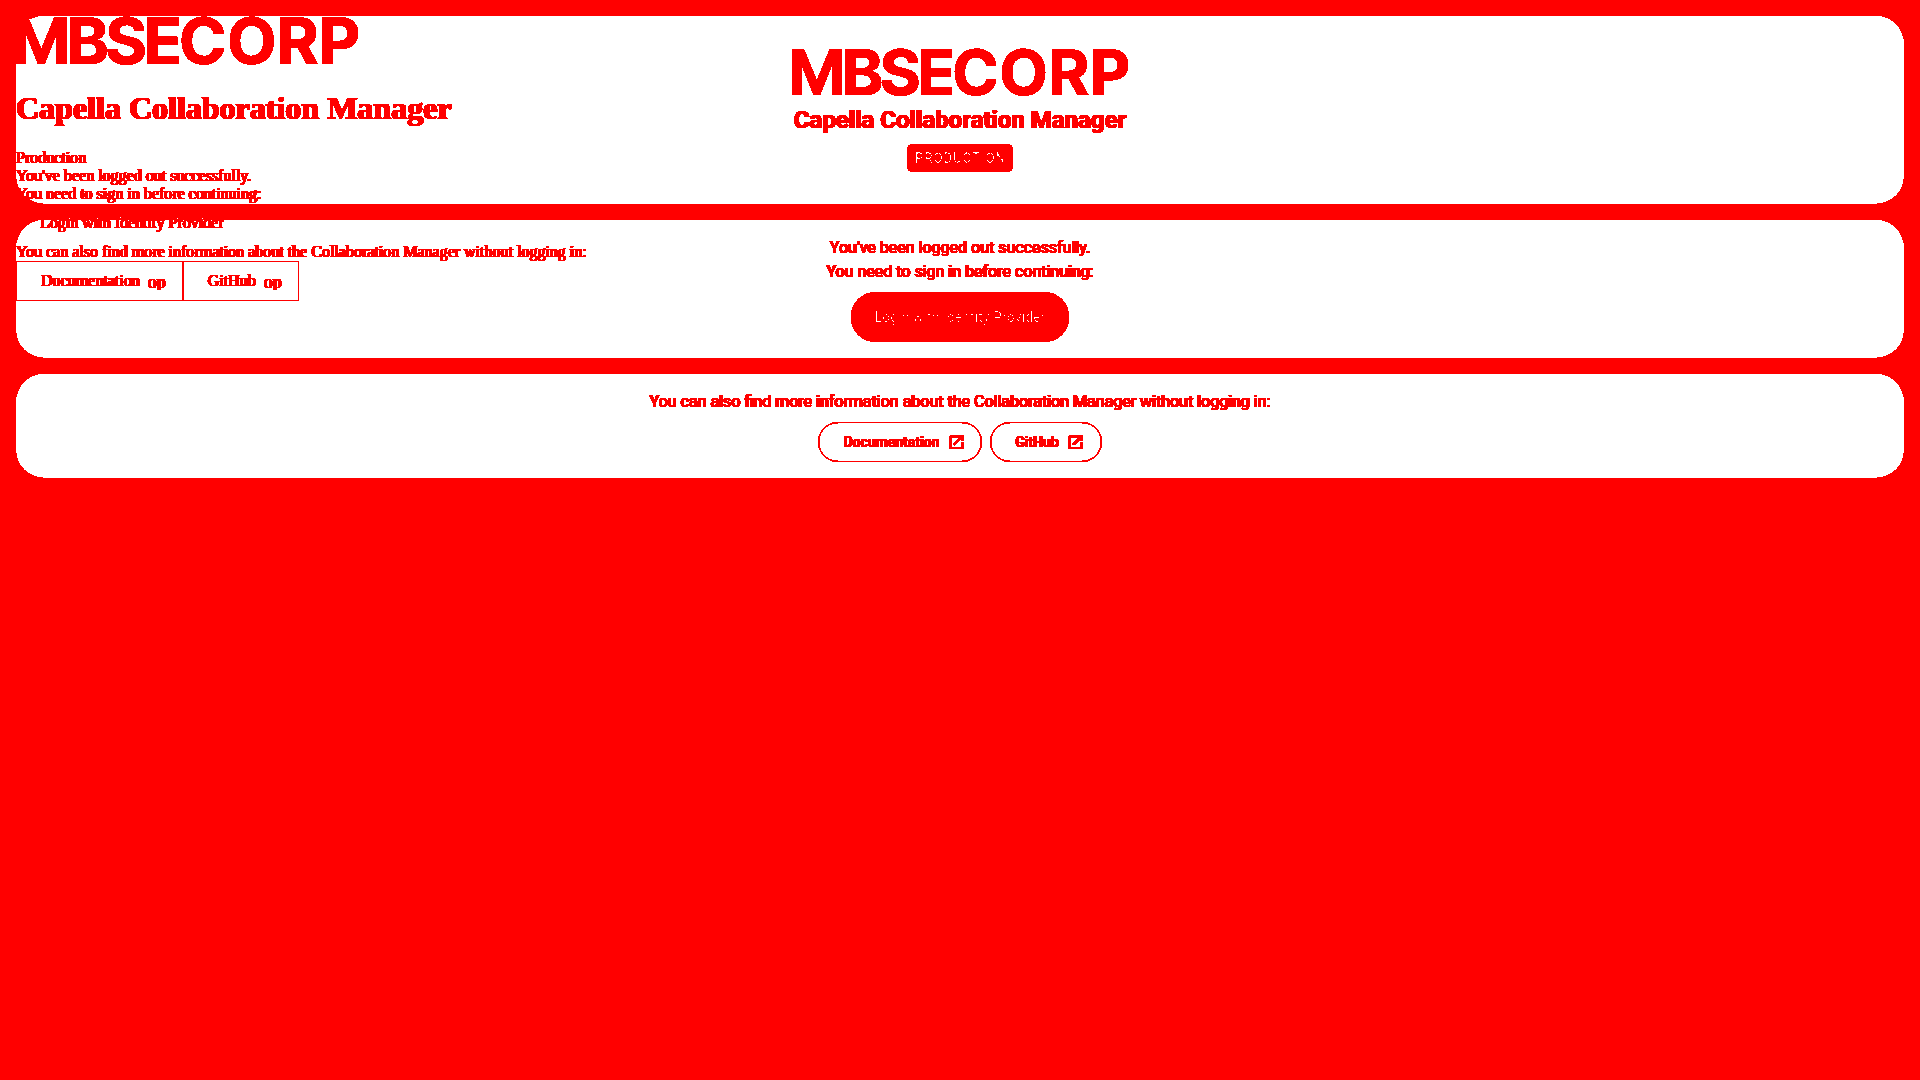 MBSECORP
Capella Collaboration Manager
Production
You've been logged out successfully.
You need to sign in before continuing:
Login with Identity Provider
You can also find more information about the Collaboration Manager without logging in:
Documentation op
GitHub op
MBSECORP
Capella Collaboration Manager
PRODUCTION
You've been logged out successfully.
You need to sign in before continuing:
Login with Identity Provider
You can also find more information about the Collaboration Manager without logging in:
Documentation
GitHub